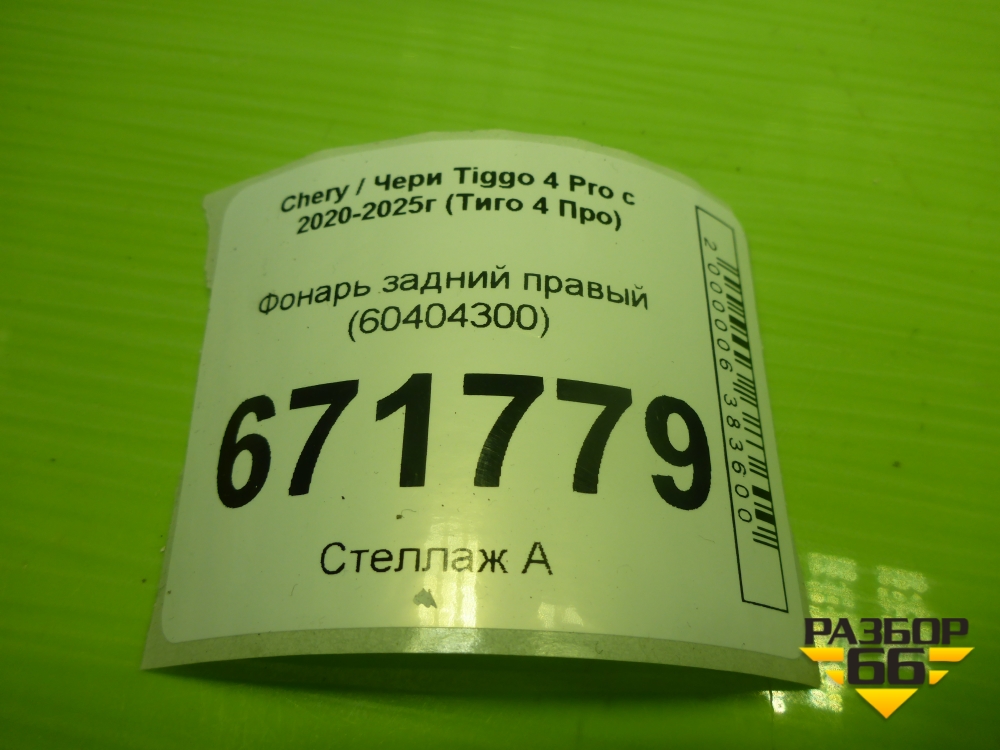 Chery / Чери Tiggo 4 Pro с
2020-2025г (Тиго 4 Про)
Фонарь задний правый
(60404300)
671779
Стеллаж А
2000006383600
РАЗБОР
66